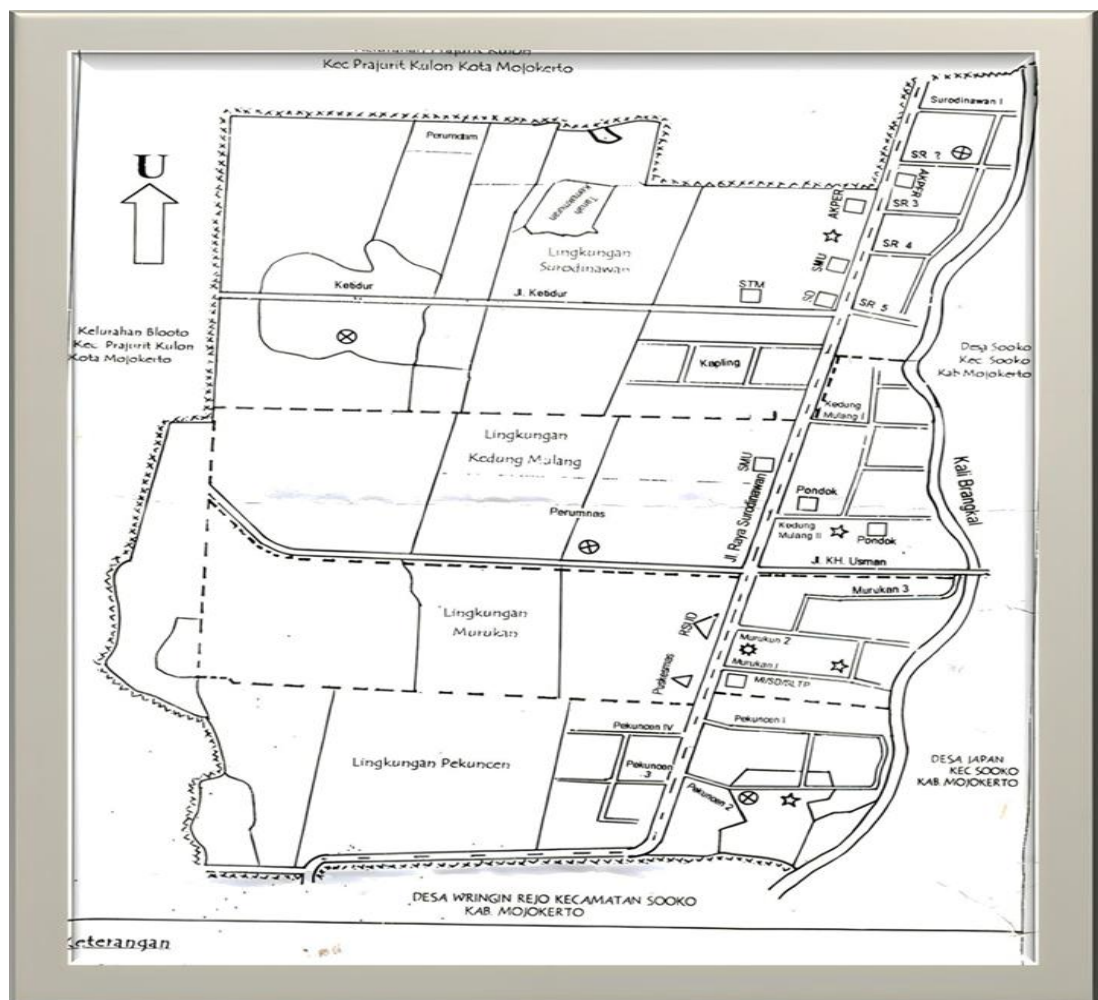 Kelurahan Prajurit Kulon
Kec Prajurit Kulon Kota Mojokerto
U
Surodinawan I
Perumdam
SR 2
AKPER
SR 3
AKPER
Tanah
SR 4
Lingkungan
Surodinawan
SMU
Ketidur
Jl. Ketidur
STM
SD
SR 5
Kelurahan Blooto
Kec. Prajurit Kulon
Kota Mojokerto
Desa Sooko
Kec. Sooko
Kab Mojokerto
Kapling
Kedung
Mulang I
Lingkungan
Kedung Mulang
SMU
Jl. Raya Surodinawan
Kali Brangkal
Pondok
Perumnas
Kedung
Mulang II
Pondok
Jl. KH. Usman
Murukan 3
Lingkungan
Murukan
RSUD
Murukan 2
Murukan I
Puskesmas
MI/SD/SLTP
Pekuncen IV
Pekuncen I
Lingkungan Pekuncen
Pekuncen
3
Pekuncen 2
DESA JAPAN
KEC SOOKO
KAB. MOJOKERTO
DESA WRINGIN REJO KECAMATAN SOOKO
KAB. MOJOKERTO
Keterangan